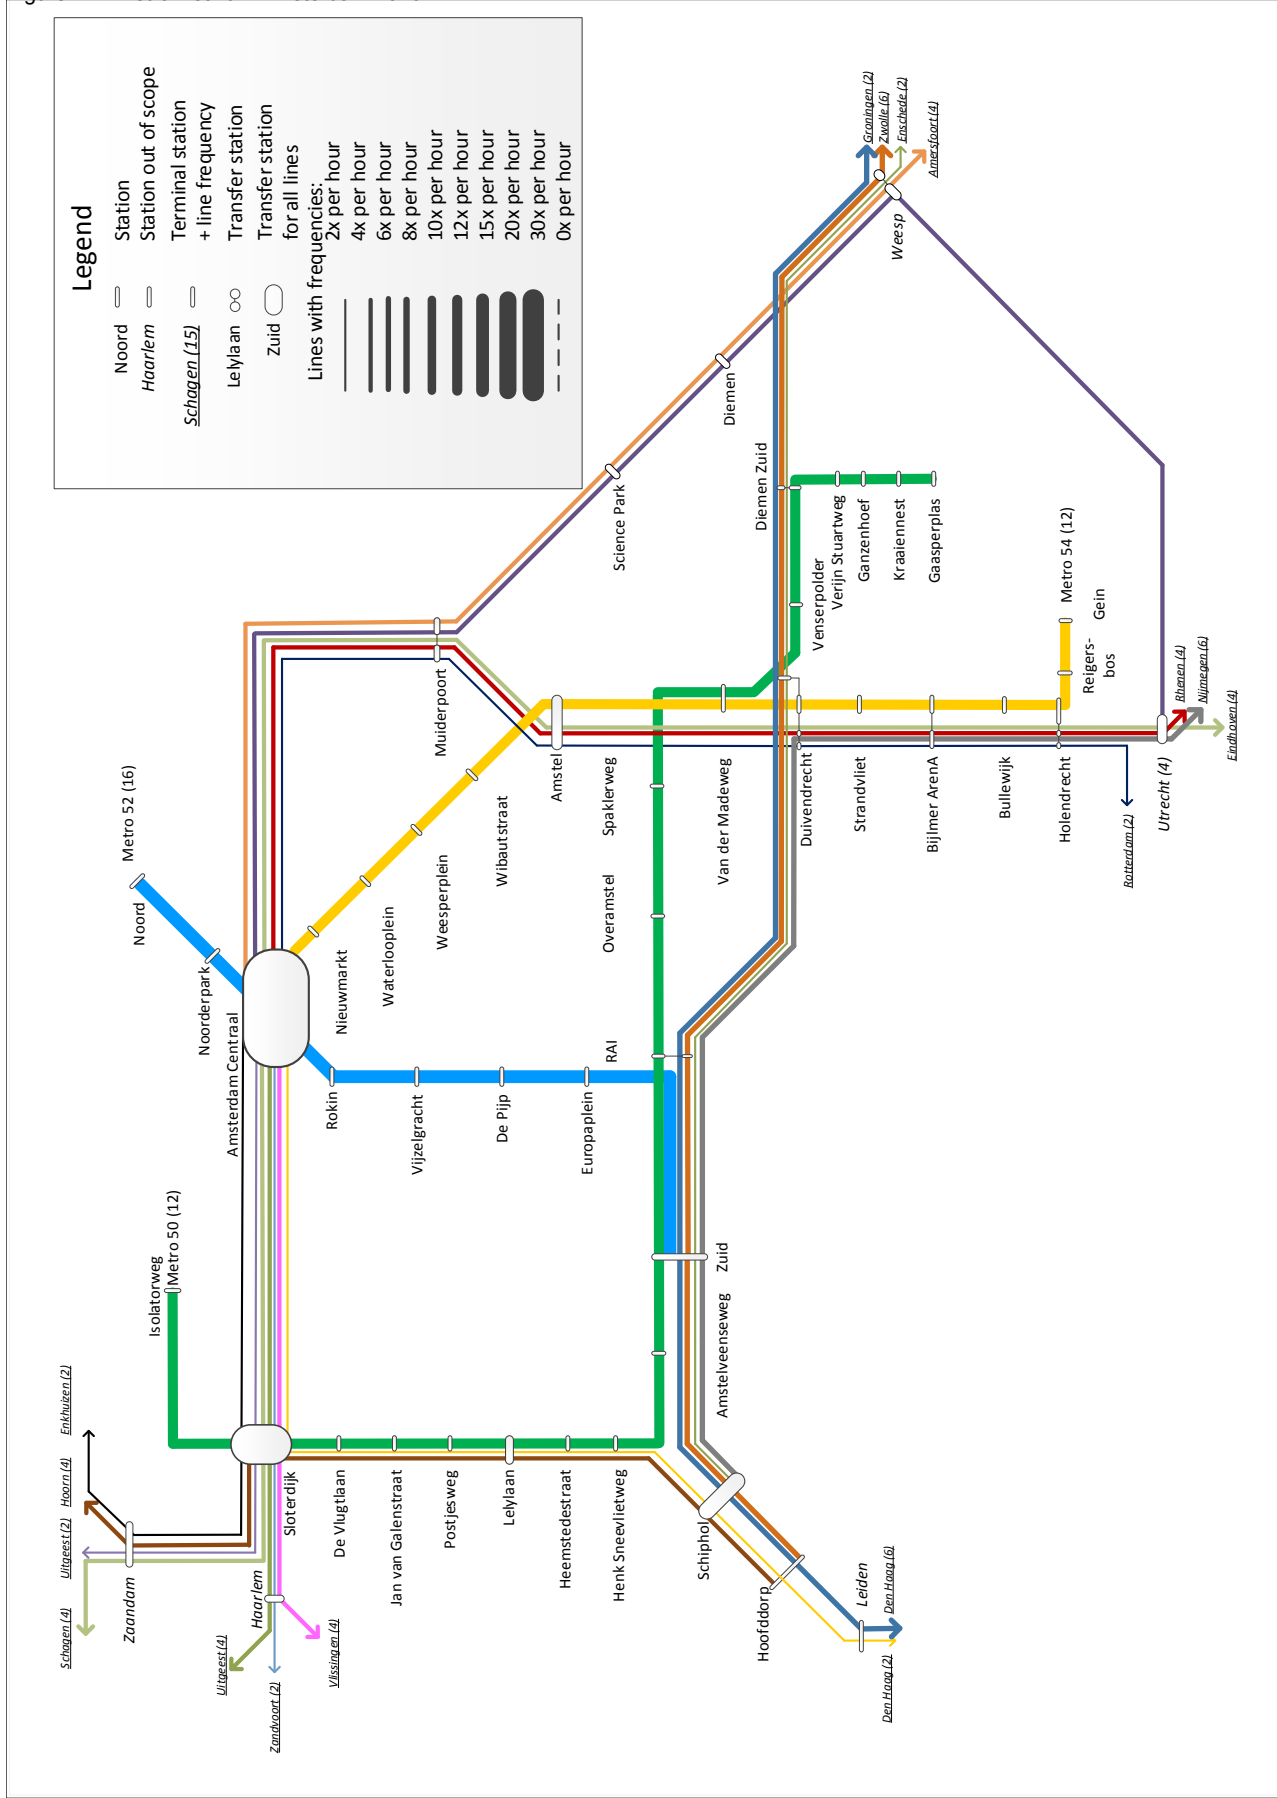 Legend
Noord
Station
Haarlem
Station out of scope
Schagen (15)
Terminal station
+ line frequency
Lelylaan
Transfer station
Zuid
Transfer station
for all lines
Lines with frequencies:
2x per hour
4x per hour
6x per hour
8x per hour
10x per hour
12x per hour
15x per hour
20x per hour
30x per hour
0x per hour
Enkhuizen (2)
Hoorn (4)
Uitgeest (2)
Schagen (4)
Zaandam
Haarlem
Uitgeest (4)
Zandvoort (2)
Vlissingen (4)
Isolatorweg
Metro 50 (12)
Sloterdijk
De Vlugtlaan
Jan van Galenstraat
Postjesweg
Lelylaan
Heemstedestraat
Henk Sneevlietweg
Schiphol
Hoofddorp
Leiden
Den Haag (6)
Den Haag (2)
Amstelveenseweg
Zuid
Metro 52 (16)
Noord
Noorderpark
Amsterdam Centraal
Rokin
Vijzelgracht
De Pijp
Europaplein
RAI
Nieuwmarkt
Waterlooplein
Weesperplein
Wibautstraat
Amstel
Spaklerweg
Overamstel
Van der Madeweg
Duivendrecht
Strandvliet
Bijlmer ArenA
Bullewijk
Holendrecht
Reigers-
bos
Gein
Metro 54 (12)
Rotterdam (2)
Utrecht (4)
Rhenen (4)
Nijmegen (6)
Eindhoven (4)
Muiderpoort
Science Park
Diemen
Diemen Zuid
Venserpolder
Verijn Stuartweg
Ganzenhoef
Kraaiennest
Gaasperplas
Weesp
Groningen (2)
Zwolle (6)
Enschede (2)
Amersfoort (4)